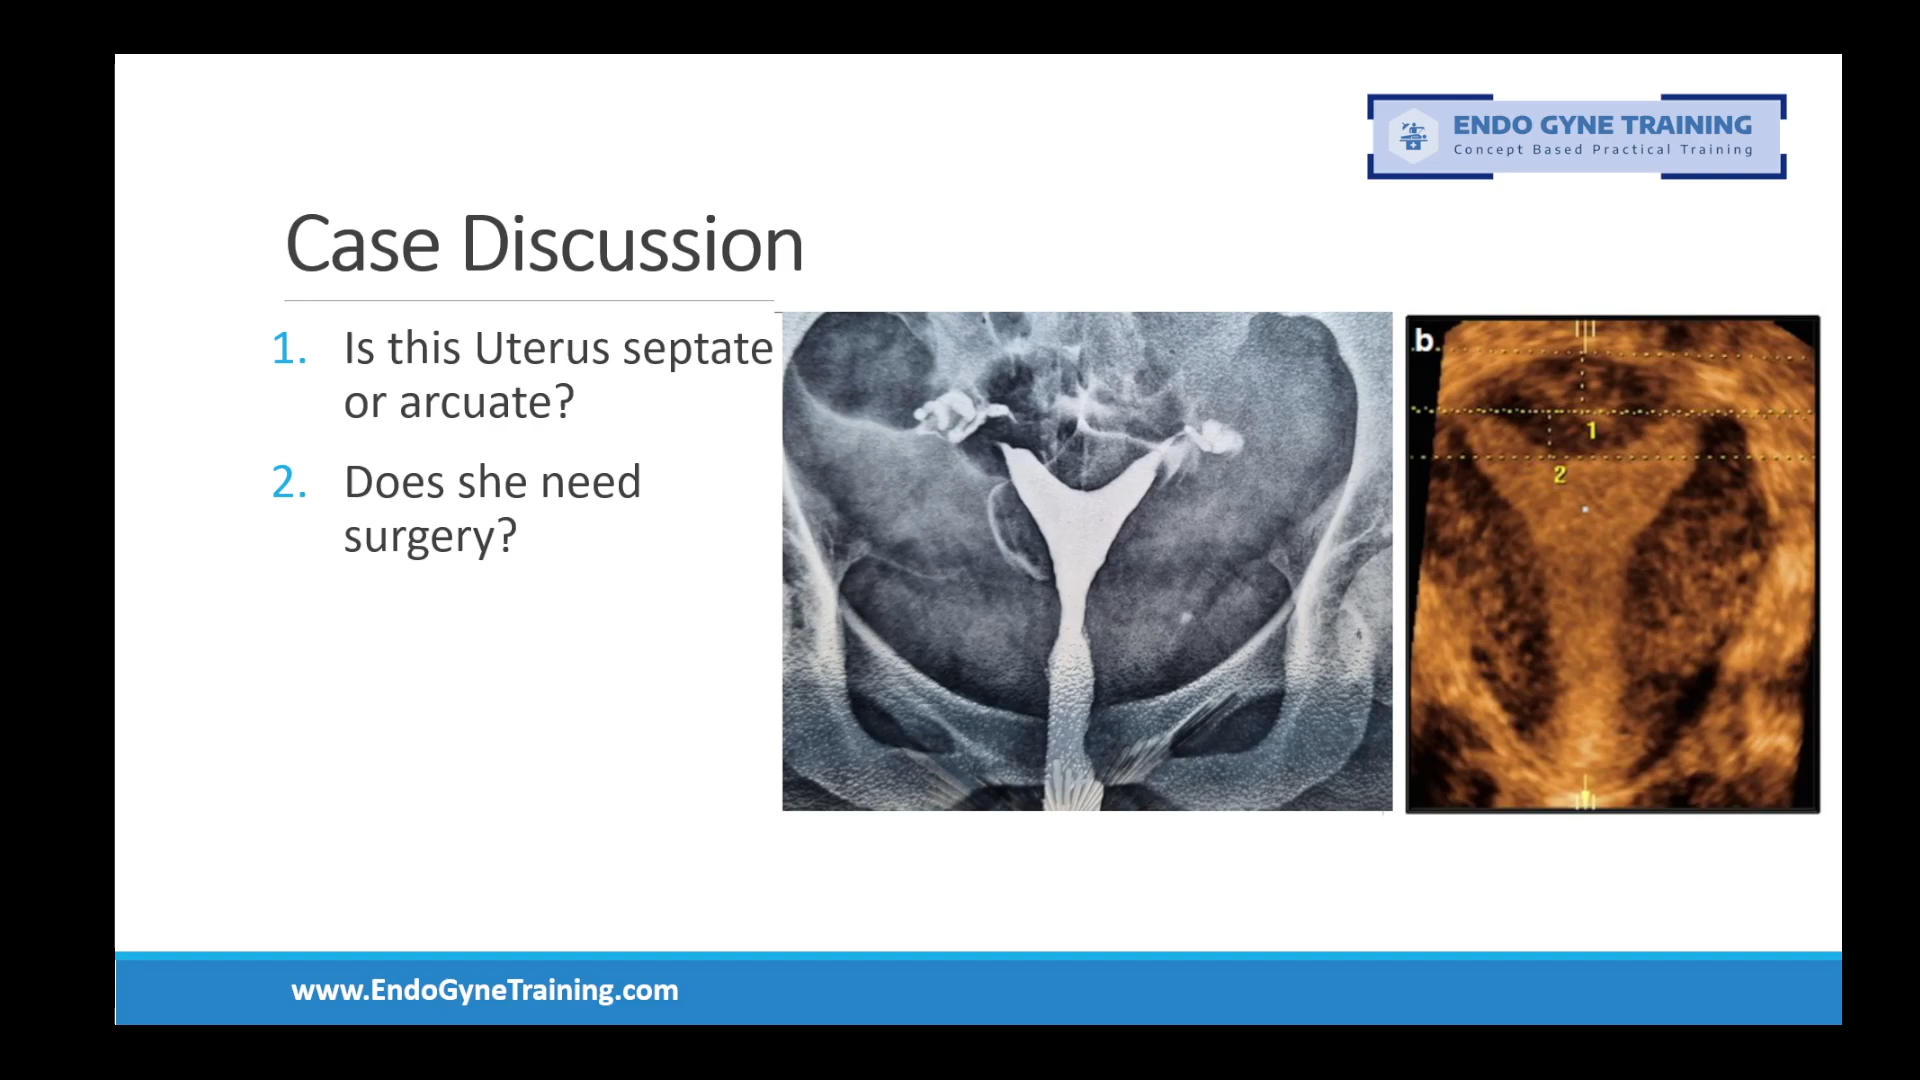 ENDO GYNE TRAINING
Concept Based Practical Training
Case Discussion
1. Is this Uterus septate
or arcuate?
2. Does she need
surgery?
b
1
2
www.EndoGyneTraining.com